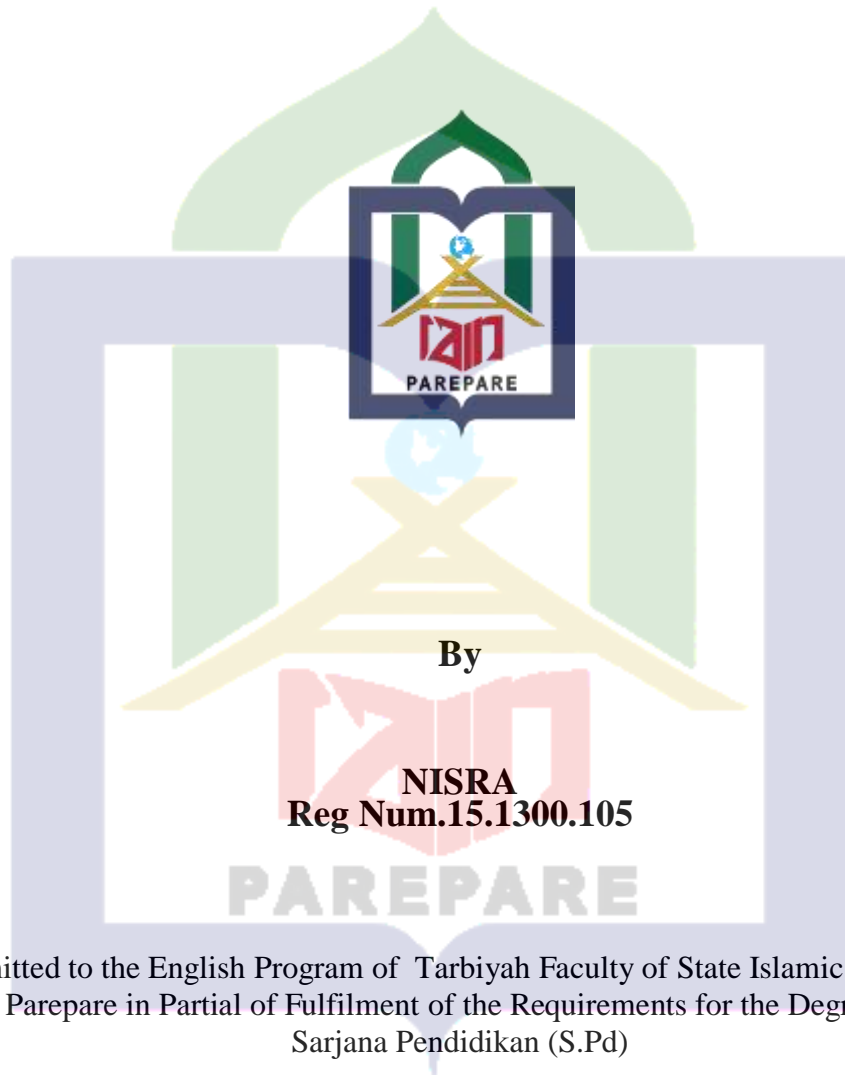 iain
PAREPARE
By
NISRA
Reg Num.15.1300.105
PAREPARE
to the English Program of  Tarbiyah Faculty of State Islamic
Parepare in Partial of Fulfilment of the Requirements for the
Sarjana Pendidikan (S.Pd)